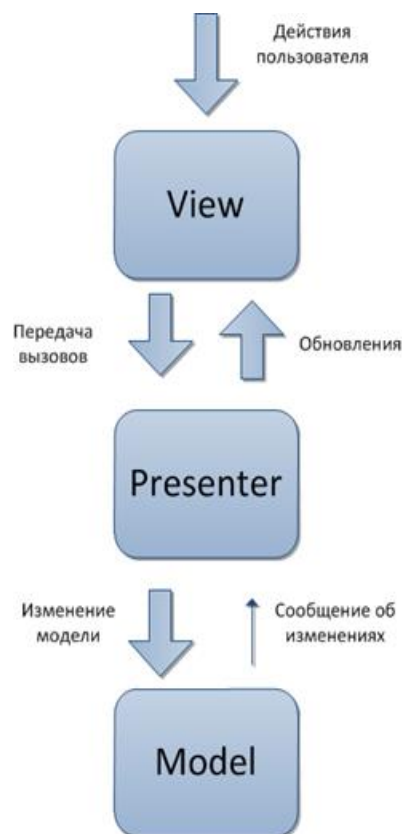 Действия
пользователя
View
Передача
вызовов
Обновления
Presenter
Изменение
модели
Сообщение об
изменениях
Model